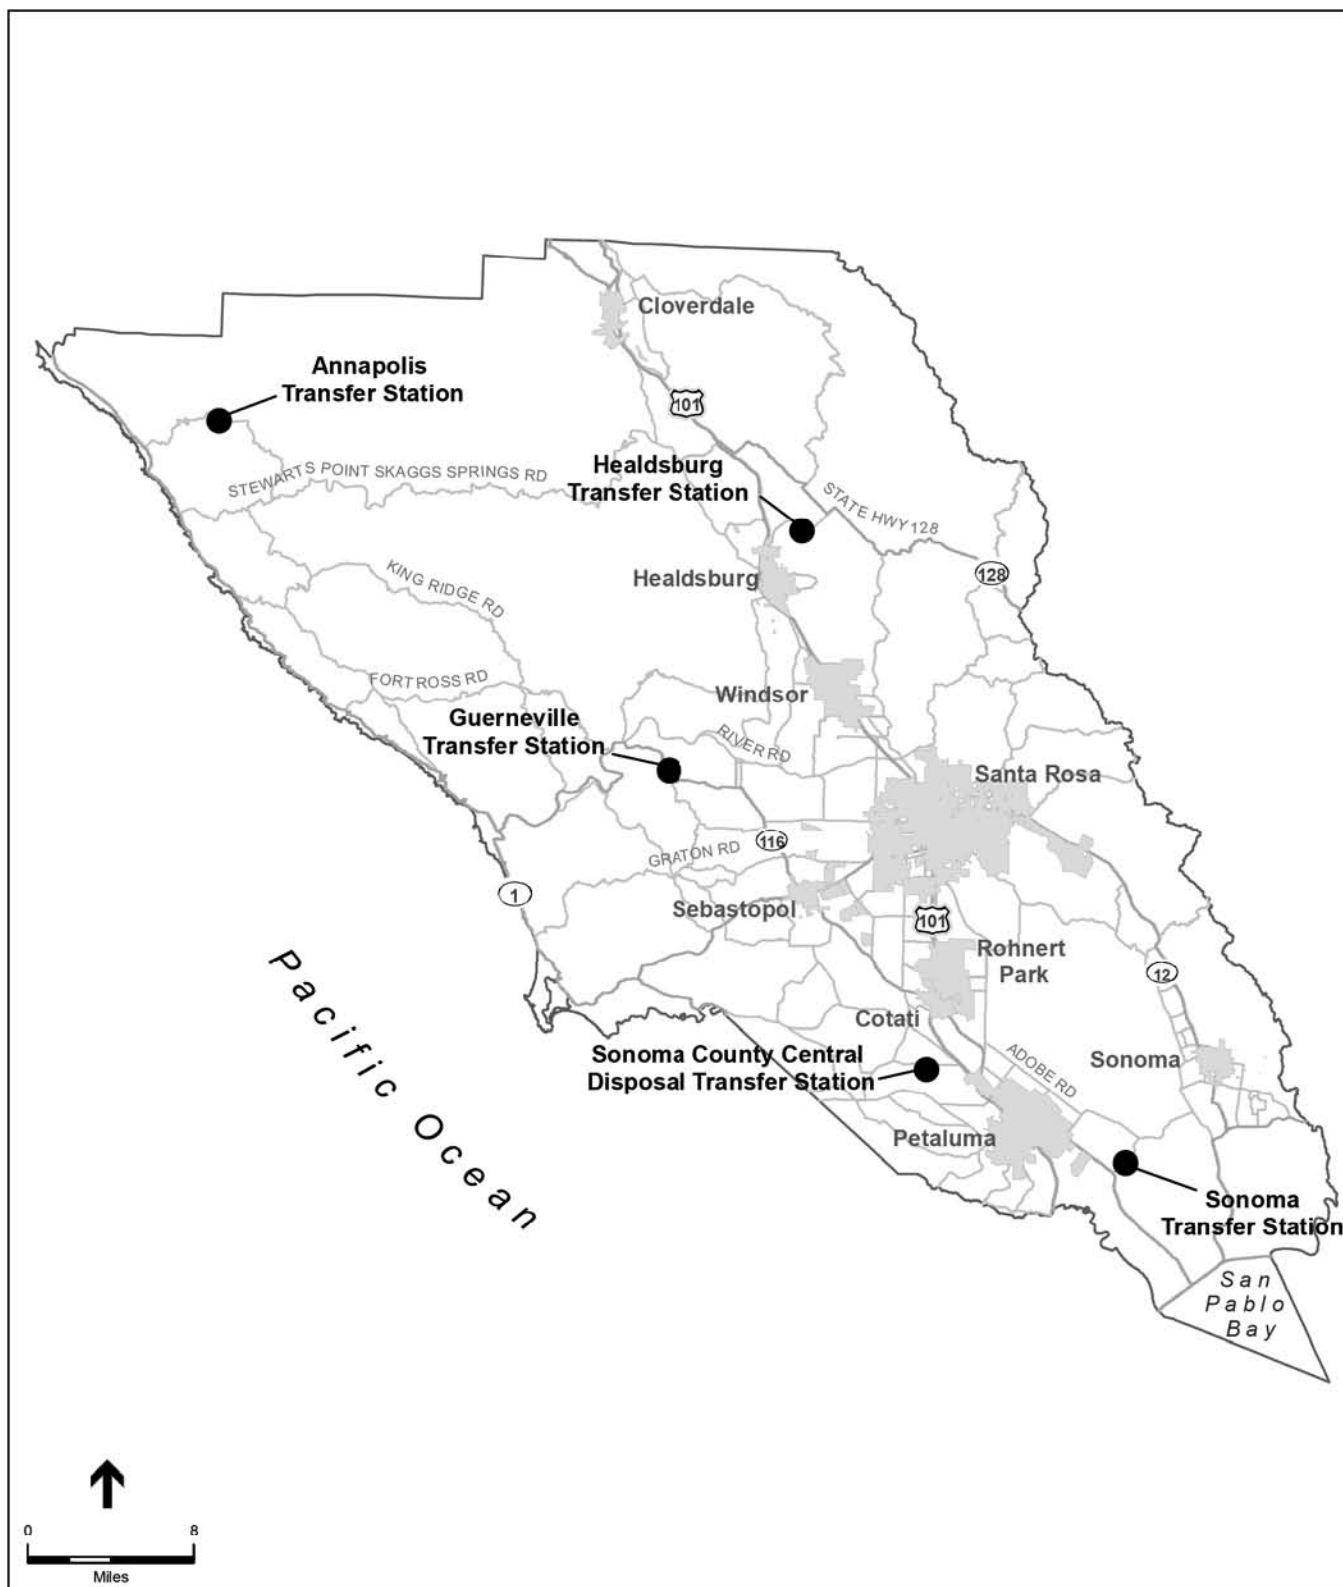 Cloverdale
Annapolis
Transfer Station
101
Healdsburg
Transfer Station
STEWARTS POINT SKAGGS SPRINGS RD
STATE HWY 128
128
Healdsburg
KING RIDGE RD
FORT ROSS RD
Windsor
Guerneville
Transfer Station
RIVER RD
Santa Rosa
116
GRATON RD
1
Sebastopol
101
Rohnert
Park
12
Pacific Ocean
Cotati
Sonoma County Central
Disposal Transfer Station
ADOBE RD
Sonoma
Petaluma
Sonoma
Transfer Station
San
Pablo
Bay
0 8
Miles